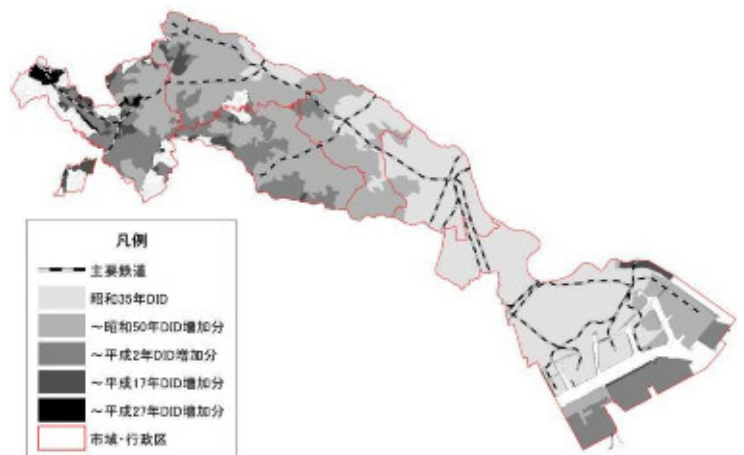 凡例
主要鉄道
昭和35年DID
～昭和50年DID増加分
～平成2年DID増加分
～平成17年DID増加分
～平成27年DID増加分
市域・行政区